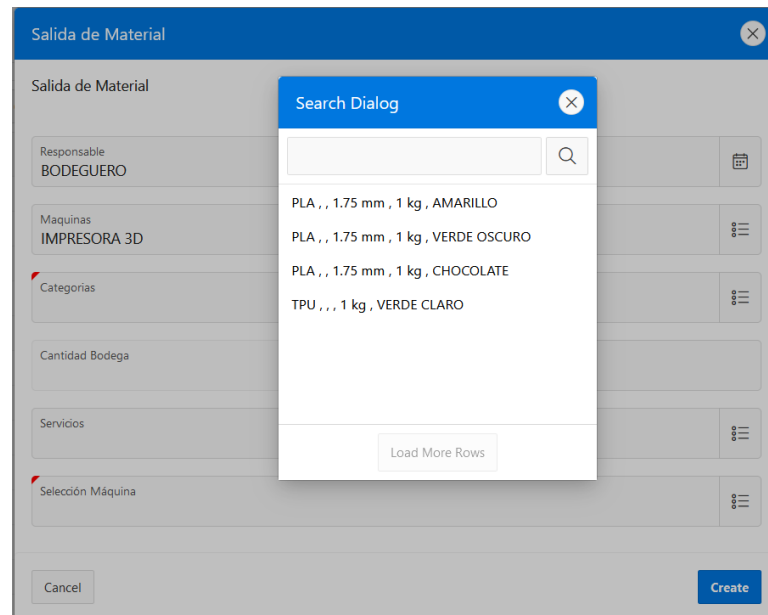 Salida de Material
Salida de Material
Search Dialog
Responsable
BODEGUERO
Maquinas
IMPRESORA 3D
Categorias
Cantidad Bodega
Servicios
Selección Máquina
PLA , , 1.75 mm , 1 kg , AMARILLO
PLA , , 1.75 mm , 1 kg , VERDE OSCURO
PLA , , 1.75 mm , 1 kg , CHOCOLATE
TPU , , , 1 kg , VERDE CLARO
Load More Rows
Cancel
Create